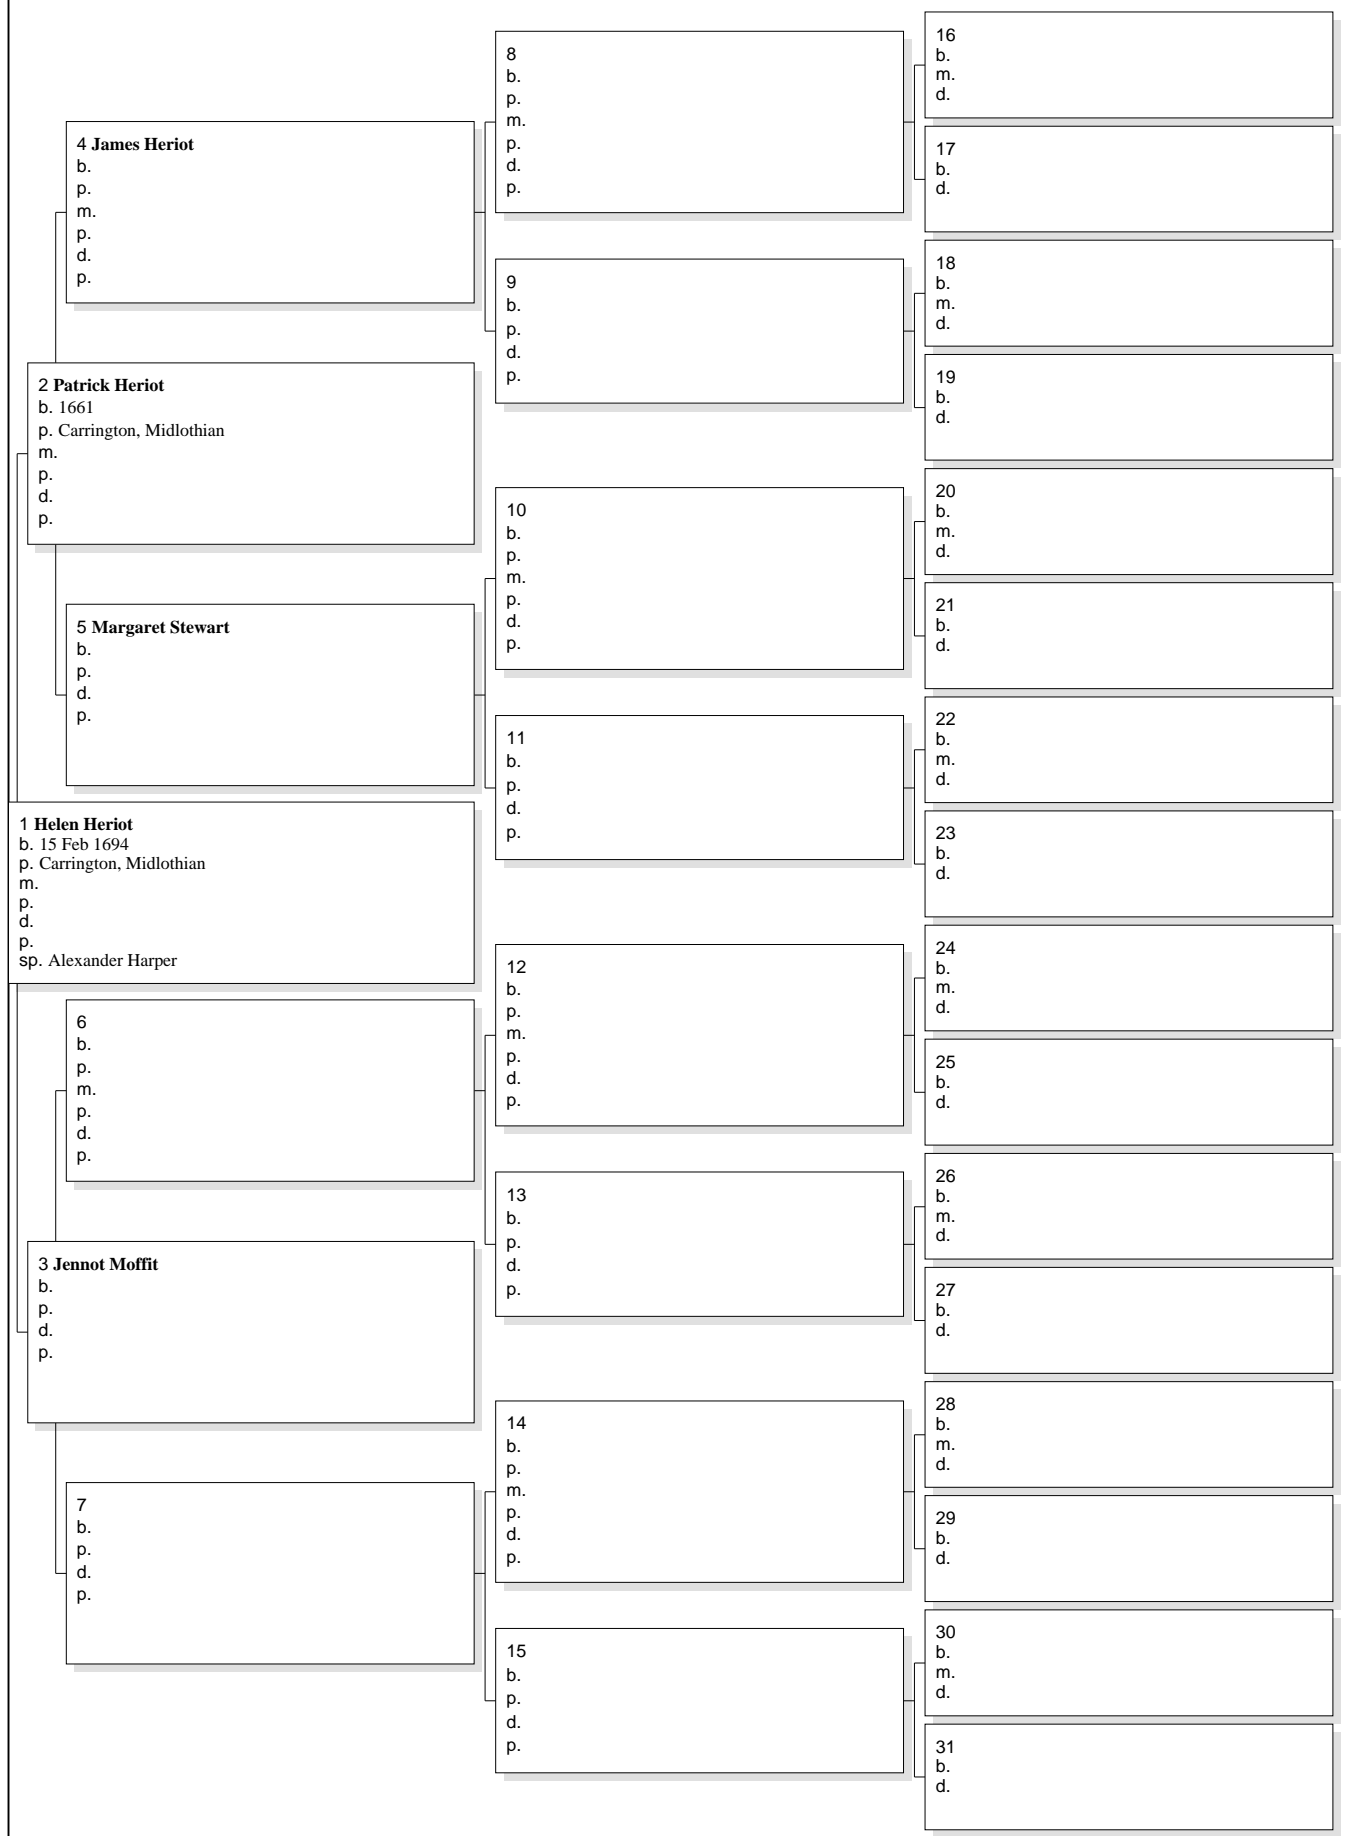 4 James Heriot
b.
p.
m.
p.
d.
p.
2 Patrick Heriot
b. 1661
p. Carrington, Midlothian
m.
p.
d.
p.
5 Margaret Stewart
b.
p.
d.
p.
1 Helen Heriot
b. 15 Feb 1694
p. Carrington, Midlothian
m.
p.
d.
p.
sp. Alexander Harper
6
b.
p.
m.
p.
d.
p.
3 Jennot Moffit
b.
p.
d.
p.
7
b.
p.
d.
p.
8
b.
p.
m.
p.
d.
p.
9
b.
p.
d.
p.
10
b.
p.
m.
p.
d.
p.
11
b.
p.
d.
p.
12
b.
p.
m.
p.
d.
p.
13
b.
p.
d.
p.
14
b.
p.
m.
p.
d.
p.
15
b.
p.
d.
p.
16
b.
m.
d.
17
b.
d.
18
b.
m.
d.
19
b.
d.
20
b.
m.
d.
21
b.
d.
22
b.
m.
d.
23
b.
d.
24
b.
m.
d.
25
b.
d.
26
b.
m.
d.
27
b.
d.
28
b.
m.
d.
29
b.
d.
30
b.
m.
d.
31
b.
d.